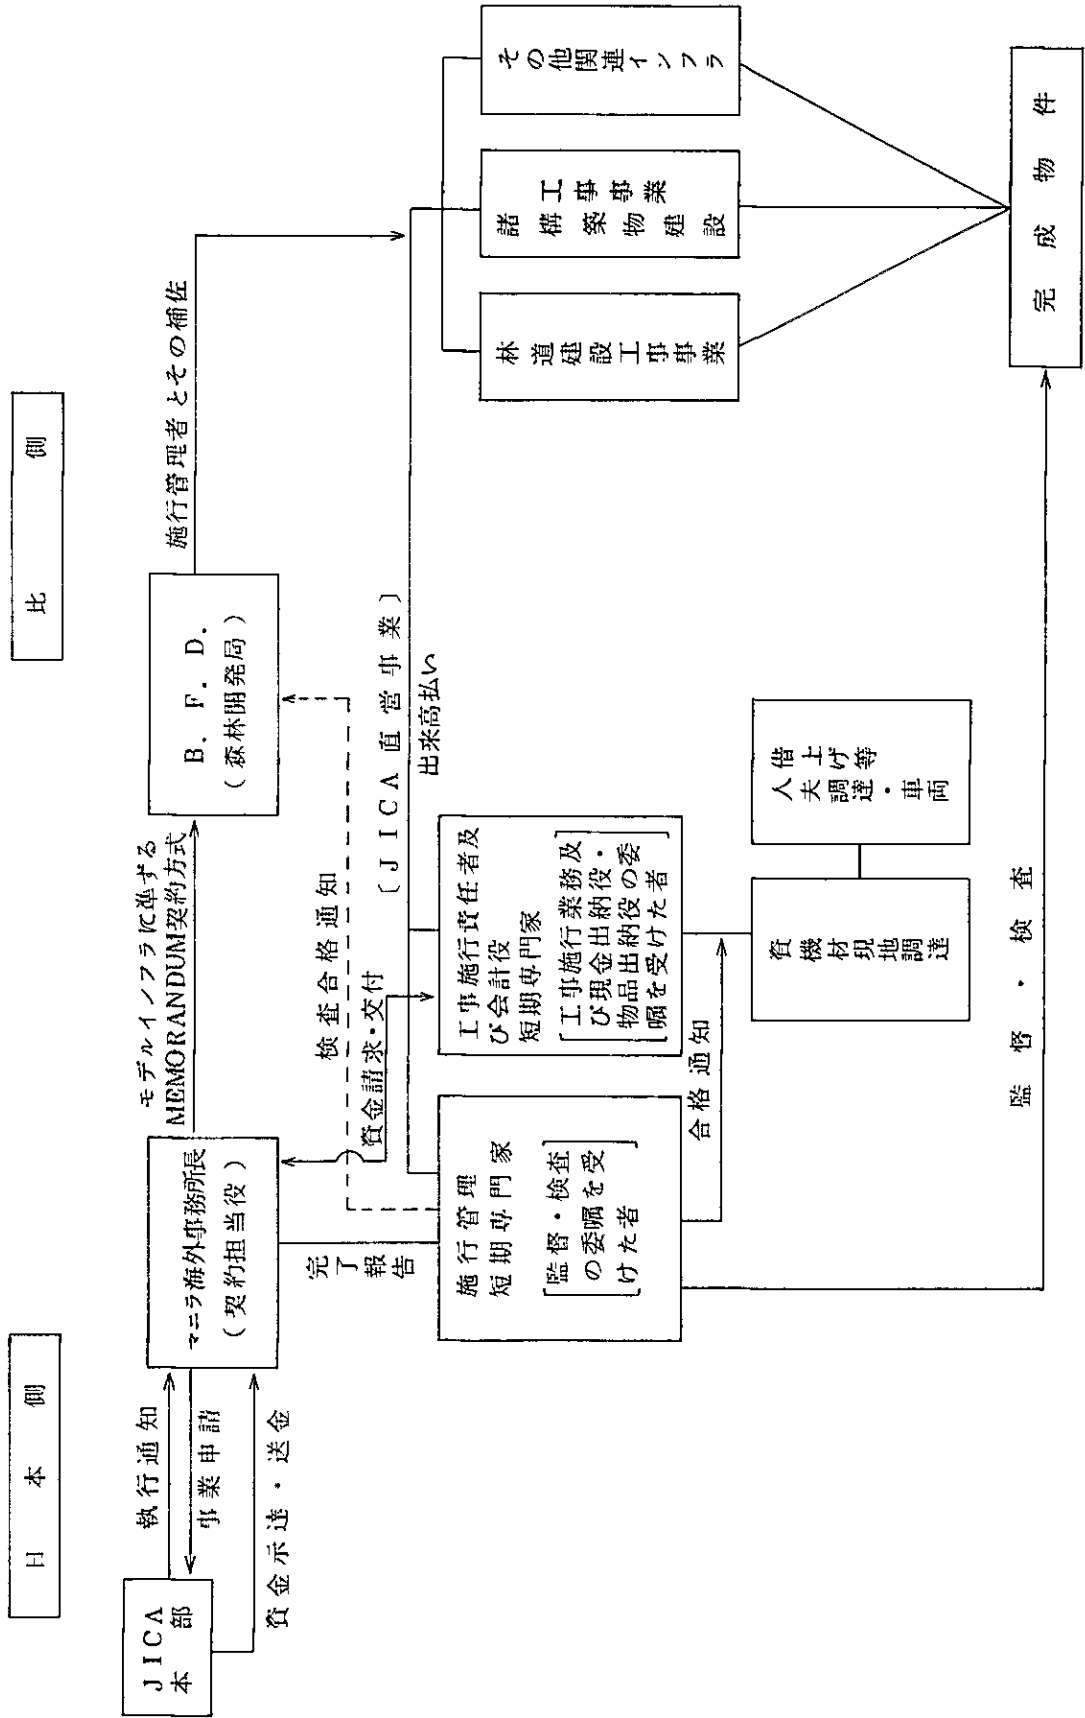 日本側
比側
JICA
本部
執行通知
事業申請
資金示達・送金
マニラ海外事務所長
(契約担当役)
モデルインフラに準ずる
MEMORANDUM契約方式
B. F. D.
(森林開発局)
施行管理者とその補佐
完了
報告
検査合格通知
資金請求・交付
〔JICA直営事業〕
出来高払い
施行管理
短期専門家
[監督・検査
の委嘱を受
けた者]
工事施行責任者及
び会計役
短期専門家
[工事施行業務及
び現金出納役・
物品出納役の委
嘱を受けた者]
合格通知
資機材現地調達
人夫調達・車両
借上げ等
林道建設工事事業
諸構築物建設
工事事業
その他関連インフラ
監督・検査
完成物件